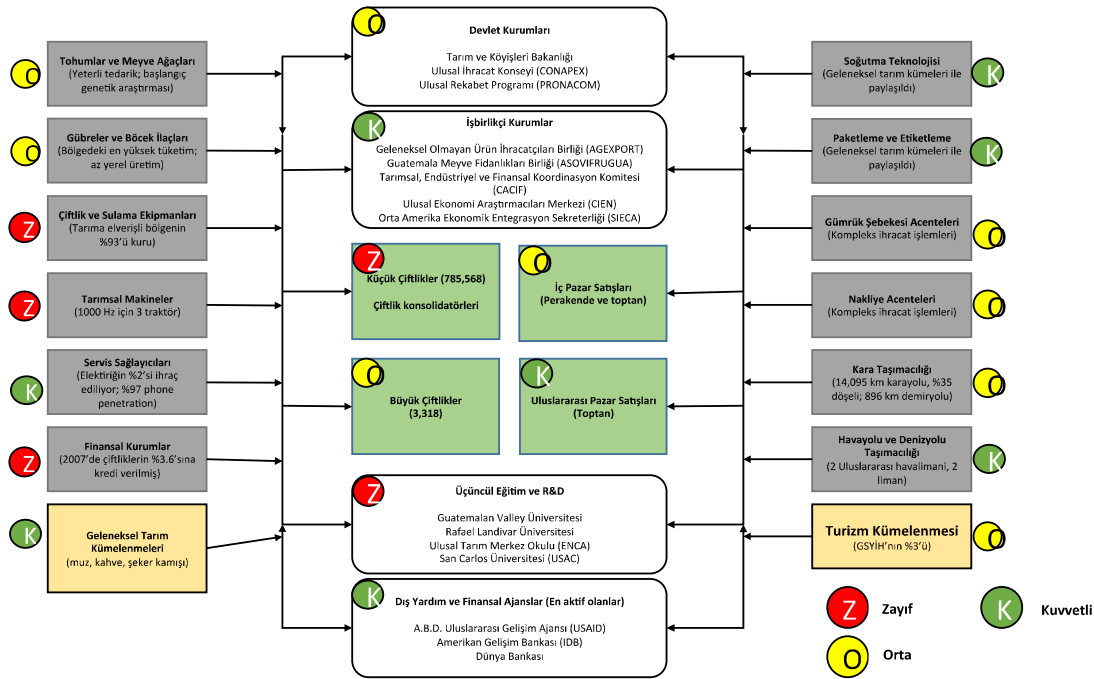 O
Devlet Kurumları
Tarım ve Köyişleri Bakanlığı
Ulusal İhracat Konseyi (CONAPEX)
Ulusal Rekabet Programı (PRONACOM)
K
İşbirlikçi Kurumlar
Geleneksel Olmayan Ürün İhracatçıları Birliği (AGEXPORT)
Guatemala Meyve Fidanlıkları Birliği (ASOVIFRUGUA)
Tarımsal, Endüstriyel ve Finansal Koordinasyon Komitesi
(CACIF)
Ulusal Ekonomi Araştırmacıları Merkezi (CIEN)
Orta Amerika Ekonomik Entegrasyon Sekreterliği (SIECA)
O
Tohumlar ve Meyve Ağaçları
(Yeterli tedarik; başlangıç
genetik araştırması)
O
Gübreler ve Böcek İlaçları
(Bölgedeki en yüksek tüketim;
az yerel üretim)
Z
Çiftlik ve Sulama Ekipmanları
(Tarıma elverişli bölgenin
%93'ü kuru)
Z
Tarımsal Makineler
(1000 Hz için 3 traktör)
K
Servis Sağlayıcıları
(Elektiriğin %2'si ihraç
ediliyor; %97 phone
penetration)
Z
Finansal Kurumlar
(2007'de çiftliklerin %3.6'sına
kredi verilmiş)
K
Geleneksel Tarım
Kümelenmeleri
(muz, kahve, şeker kamışı)
Z
Küçük Çiftlikler (785,568)
Çiftlik konsolidatörleri
O
İç Pazar Satışları
(Perakende ve toptan)
O
Büyük Çiftlikler
(3,318)
K
Uluslararası Pazar Satışları
(Toptan)
Z
Üçüncül Eğitim ve R&D
Guatemalan Valley Üniversitesi
Rafael Landivar Üniversitesi
Ulusal Tarım Merkez Okulu (ENCA)
San Carlos Üniversitesi (USAC)
K
Dış Yardım ve Finansal Ajanslar (En aktif olanlar)
A.B.D. Uluslararası Gelişim Ajansı (USAID)
Amerikan Gelişim Bankası (IDB)
Dünya Bankası
Soğutma Teknolojisi
(Geleneksel tarım kümeleri ile
paylaşıldı)
K
Paketleme ve Etiketleme
(Geleneksel tarım kümeleri ile
paylaşıldı)
K
Gümrük Şebekesi Acenteleri
(Kompleks ihracat işlemleri)
O
Nakliye Acenteleri
(Kompleks ihracat işlemleri)
O
Kara Taşımacılığı
(14,095 km karayolu, %35
döşeli; 896 km demiryolu)
O
Havayolu ve Denizyolu
Taşımacılığı
(2 Uluslararası havalimani, 2
liman)
K
Turizm Kümelenmesi
(GSYİH'nın %3'ü)
O
Z Zayıf
K Kuvvetli
O Orta